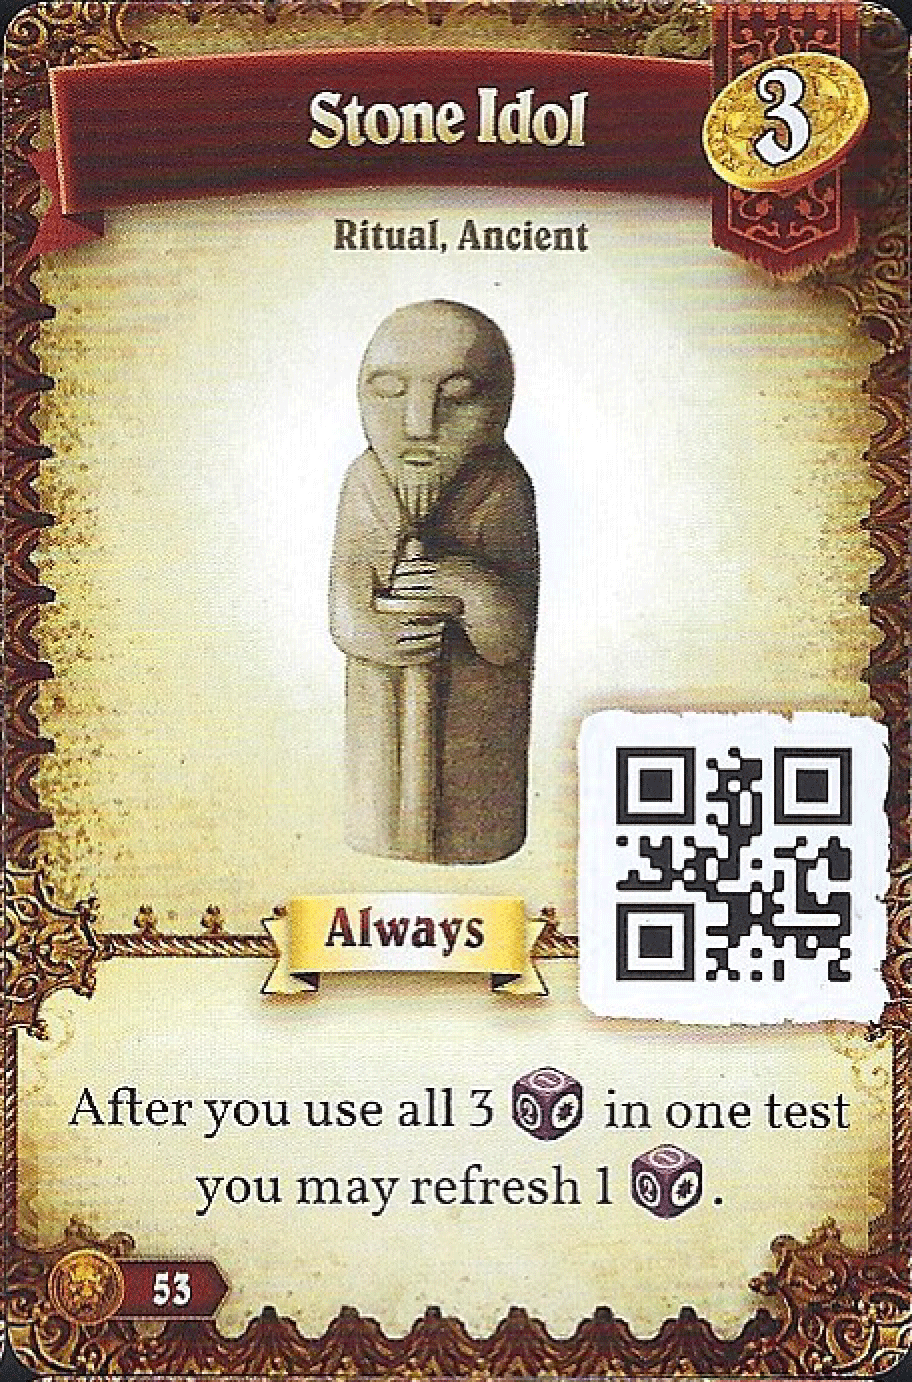 Stone Idol
3
Ritual, Ancient
Always
After you use all 3 in one test
you may refresh 1 .
53